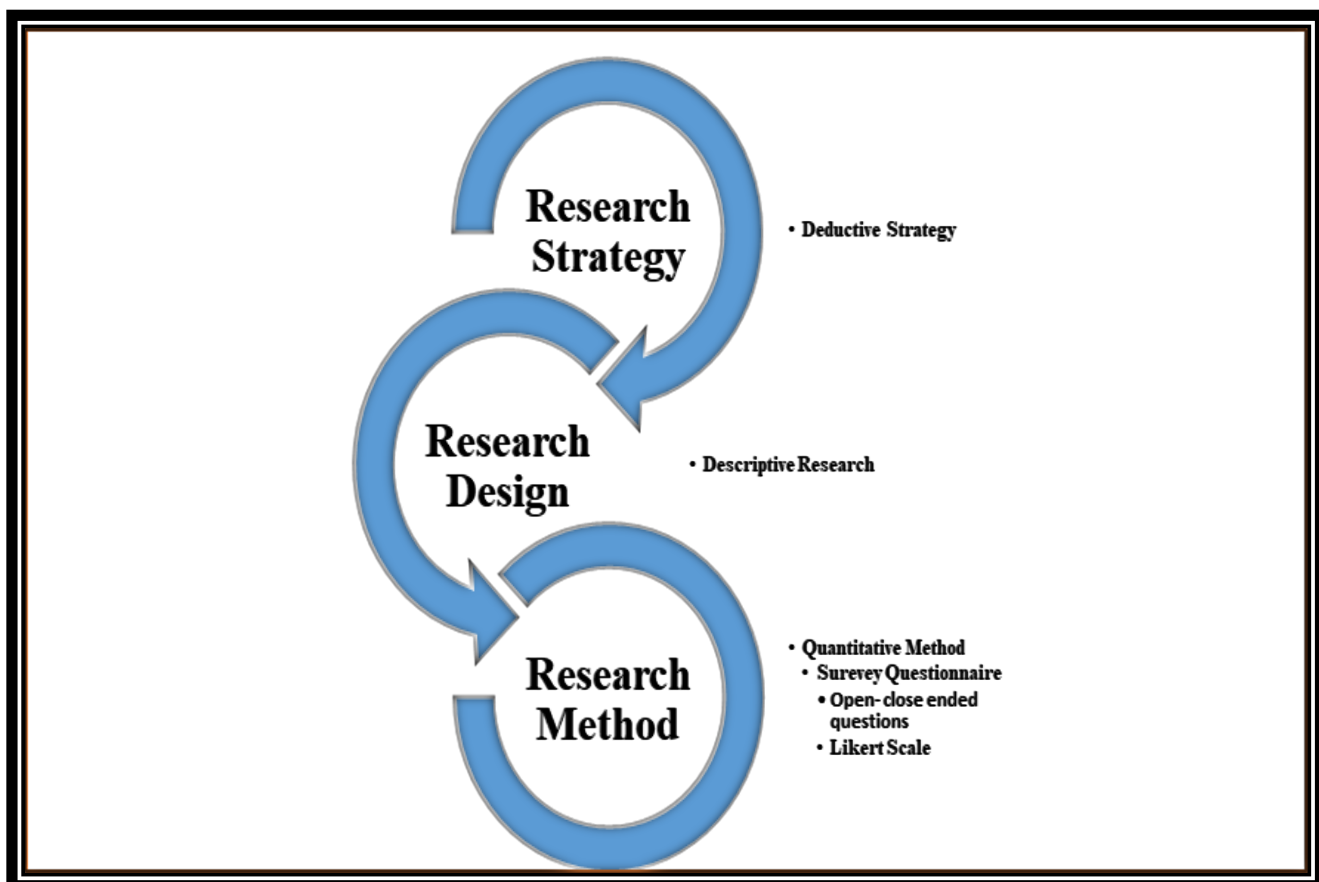 Research
Strategy
• Deductive Strategy
Research
Design
• Descriptive Research
Research
Method
• Quantitative Method
• Surevey Questionnaire
• Open-close ended
questions
• Likert Scale